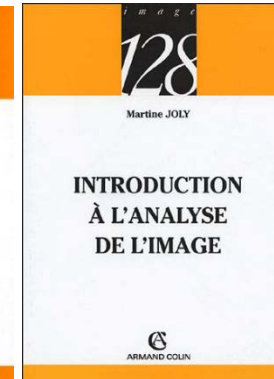 image
128
Martine JOLY
INTRODUCTION
À L'ANALYSE
DE L'IMAGE
ARMAND COLIN